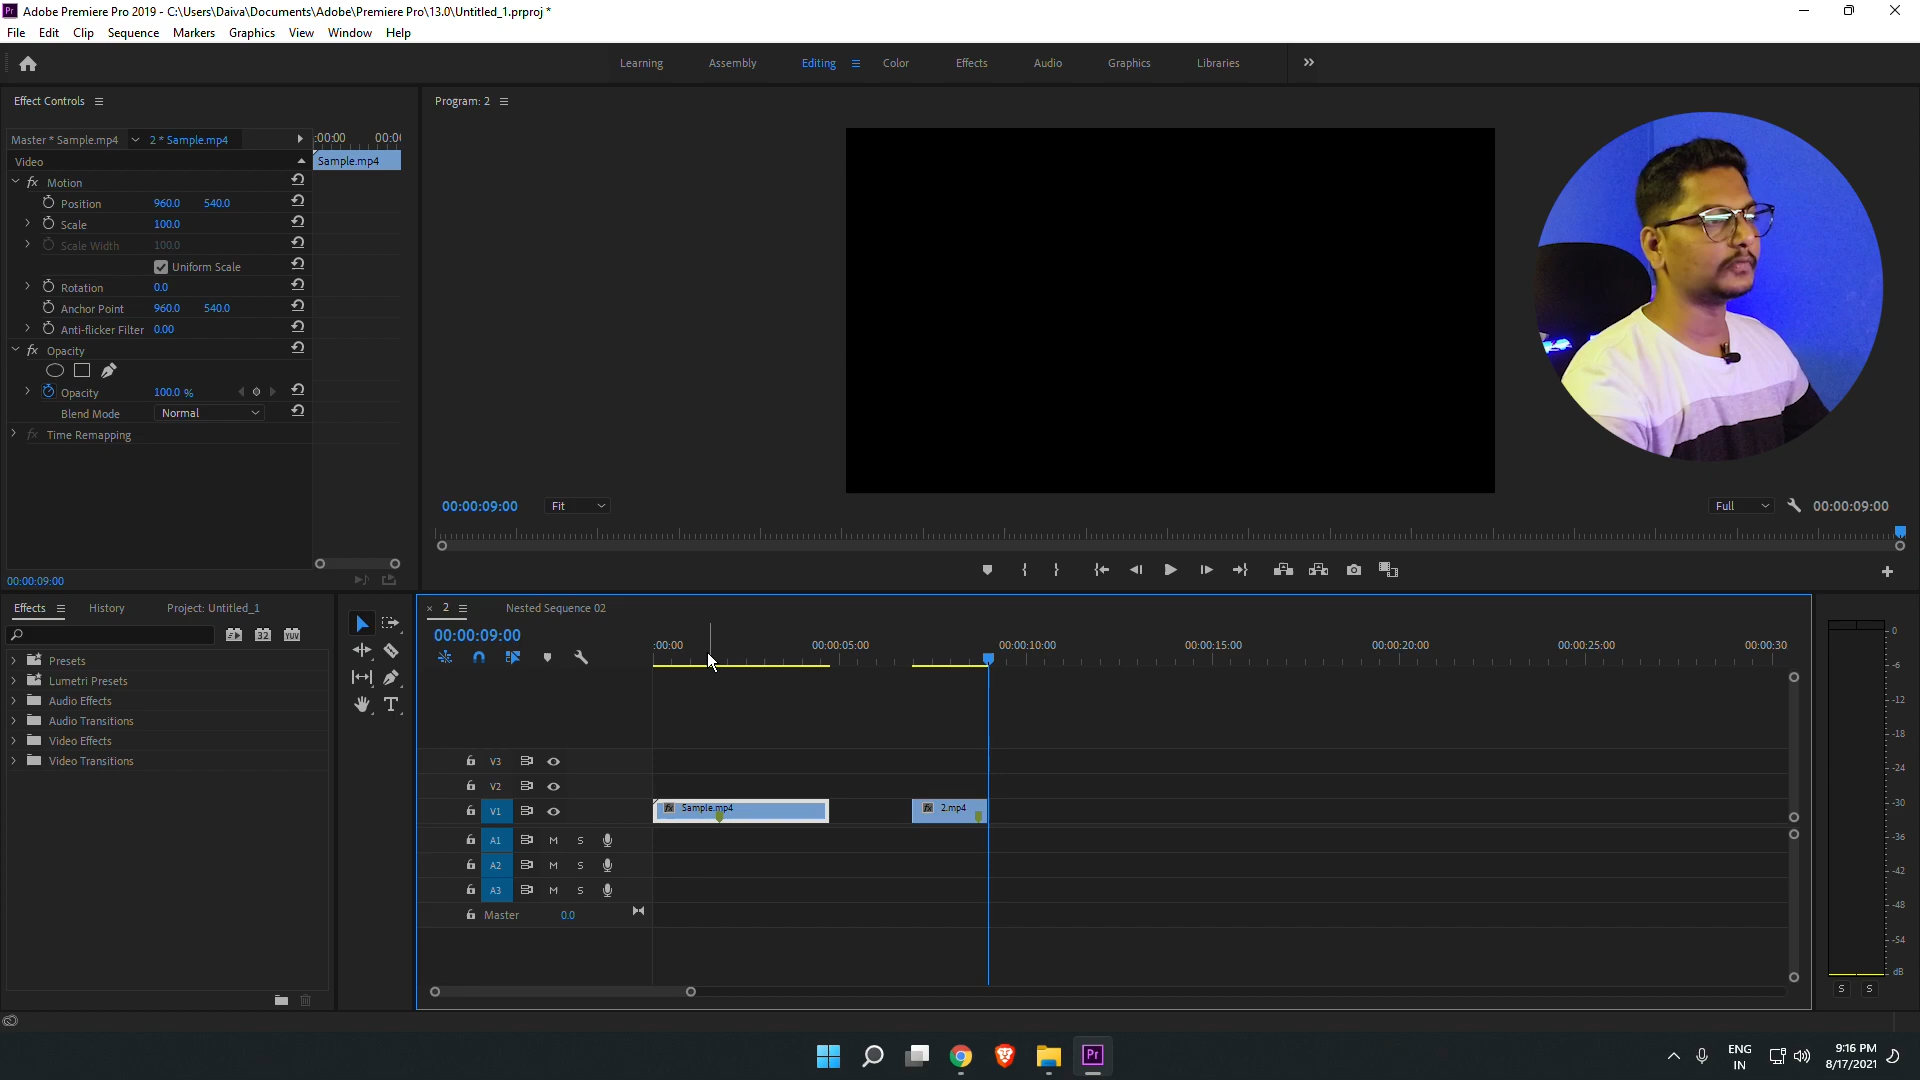 Pr Adobe Premiere Pro 2019 - C:\Users\Daiva\Documents\Adobe\Premiere Pro\13.0\Untitled_1.prproj *
File Edit Clip Sequence Markers Graphics View Window Help
Learning Assembly Editing Color Effects Audio Graphics Libraries
Effect Controls
Program: 2
Master * Sample.mp4 2 * Sample.mp4 :00:00 00:0
Video Sample.mp4
fx Motion
Position 960.0 540.0
Scale 100.0
Scale Width 100.0
Uniform Scale
Rotation 0.0
Anchor Point 960.0 540.0
Anti-flicker Filter 0.00
fx Opacity
Opacity 100.0 %
Blend Mode Normal
fx Time Remapping
00:00:09:00
00:00:09:00 Fit Full 00:00:09:00
Effects History Project: Untitled_1
32 YUV
Presets
Lumetri Presets
Audio Effects
Audio Transitions
Video Effects
Video Transitions
T
× 2 Nested Sequence 02
00:00:09:00
:00:00 00:00:05:00 00:00:10:00 00:00:15:00 00:00:20:00 00:00:25:00 00:00:30
V3
V2
V1 fx Sample.mp4 fx 2.mp4
A1 M S
A2 M S
A3 M S
Master 0.0
0
-6
-12
-18
-24
-30
-36
-42
-48
-54
dB
S S
Pr
ENG
IN
9:16 PM
8/17/2021